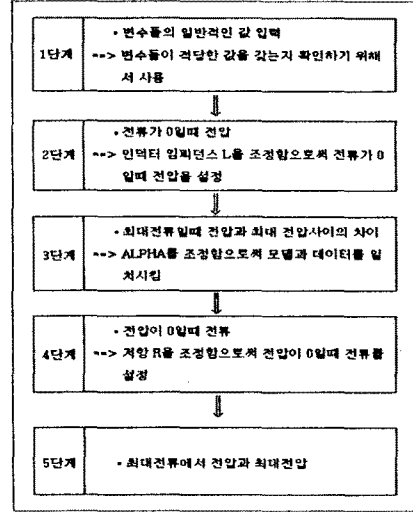 1단계
• 변수들의 일반적인 값 입력
==> 변수들이 적당한 값을 갖는지 확인하기 위해
서 사용
2단계
• 전류가 0일때 전압
==> 인덕터 임피던스 L을 조정함으로써 전류가 0
일때 전압을 설정
3단계
• 최대전류일때 전압과 최대 전압사이의 차이
==> ALPHA를 조정함으로써 모델과 데이터를 일
치시킴
4단계
• 전압이 0일때 전류
==> 저항 R을 조정함으로써 전압이 0일때 전류를
설정
5단계
• 최대전류에서 전압과 최대전압